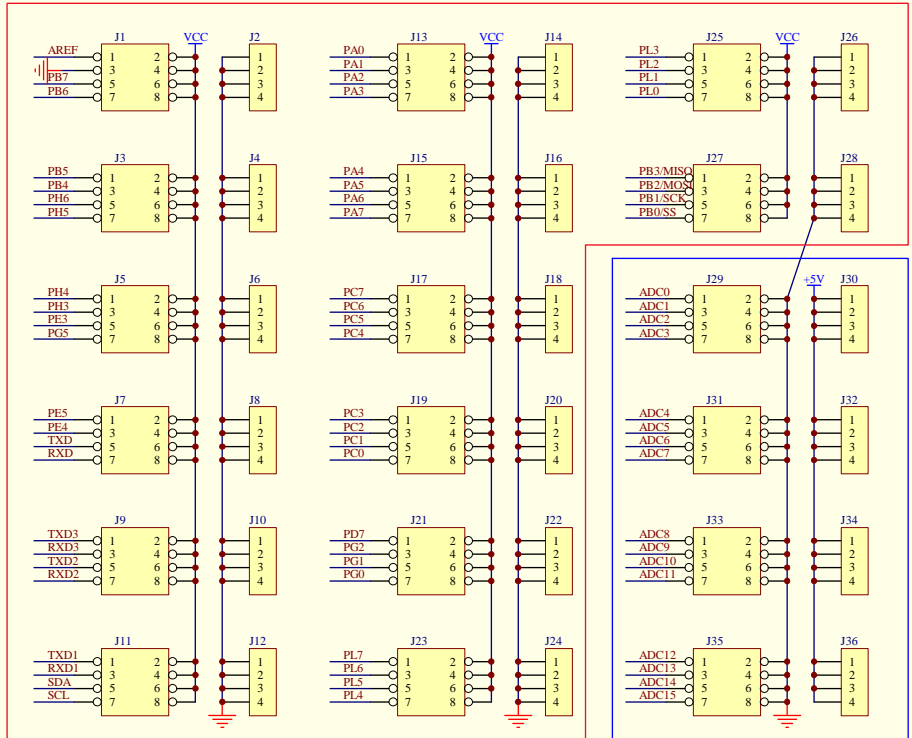 J1 VCC J2 J13 VCC J14 J25 VCC J26
AREF 1 2 1 PA0 1 2 1 PL3 1 2 1
3 4 2 PA1 3 4 2 PL2 3 4 2
PB7 5 6 3 PA2 5 6 3 PL1 5 6 3
PB6 7 8 4 PA3 7 8 4 PL0 7 8 4
J3 J4 J15 J16 J27 J28
PB5 1 2 1 PA4 1 2 1 PB3/MISO 1 2 1
PB4 3 4 2 PA5 3 4 2 PB2/MOSI 3 4 2
PH6 5 6 3 PA6 5 6 3 PB1/SCK 5 6 3
PH5 7 8 4 PA7 7 8 4 PB0/SS 7 8 4
J5 J6 J17 J18 J29 +5V J30
PH4 1 2 1 PC7 1 2 1 ADC0 1 2 1
PH3 3 4 2 PC6 3 4 2 ADC1 3 4 2
PE3 5 6 3 PC5 5 6 3 ADC2 5 6 3
PG5 7 8 4 PC4 7 8 4 ADC3 7 8 4
J7 J8 J19 J20 J31 J32
PE5 1 2 1 PC3 1 2 1 ADC4 1 2 1
PE4 3 4 2 PC2 3 4 2 ADC5 3 4 2
TXD 5 6 3 PC1 5 6 3 ADC6 5 6 3
RXD 7 8 4 PC0 7 8 4 ADC7 7 8 4
J9 J10 J21 J22 J33 J34
TXD3 1 2 1 PD7 1 2 1 ADC8 1 2 1
RXD3 3 4 2 PG2 3 4 2 ADC9 3 4 2
TXD2 5 6 3 PG1 5 6 3 ADC10 5 6 3
RXD2 7 8 4 PG0 7 8 4 ADC11 7 8 4
J11 J12 J23 J24 J35 J36
TXD1 1 2 1 PL7 1 2 1 ADC12 1 2 1
RXD1 3 4 2 PL6 3 4 2 ADC13 3 4 2
SDA 5 6 3 PL5 5 6 3 ADC14 5 6 3
SCL 7 8 4 PL4 7 8 4 ADC15 7 8 4